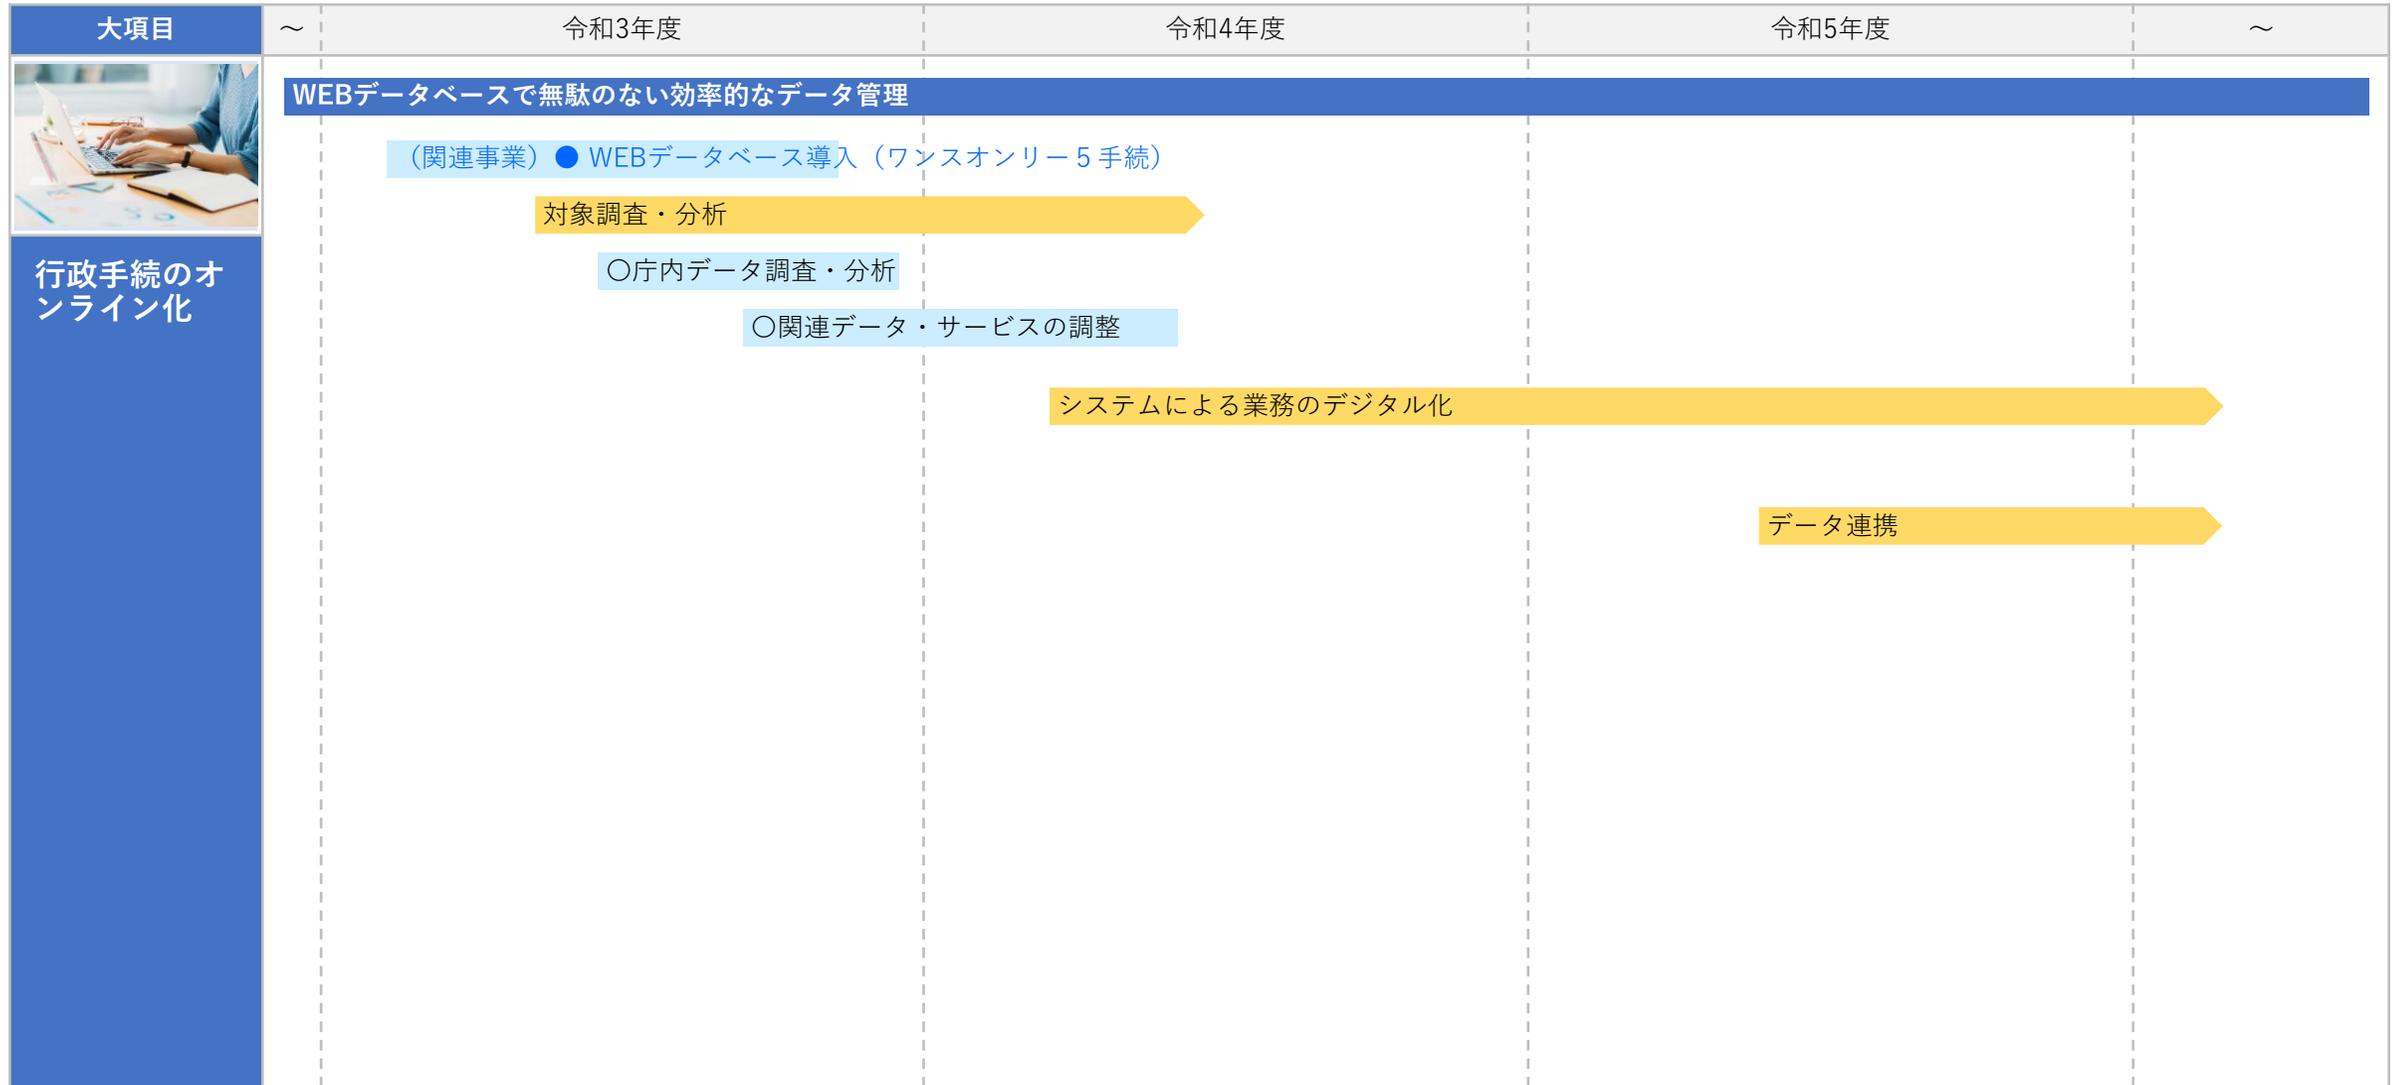 大項目
～
令和3年度
令和4年度
令和5年度
～
WEBデータベースで無駄のない効率的なデータ管理
（関連事業）● WEBデータベース導入（ワンスオンリー５手続）
対象調査・分析
〇庁内データ調査・分析
行政手続のオ
ンライン化
〇関連データ・サービスの調整
システムによる業務のデジタル化
データ連携